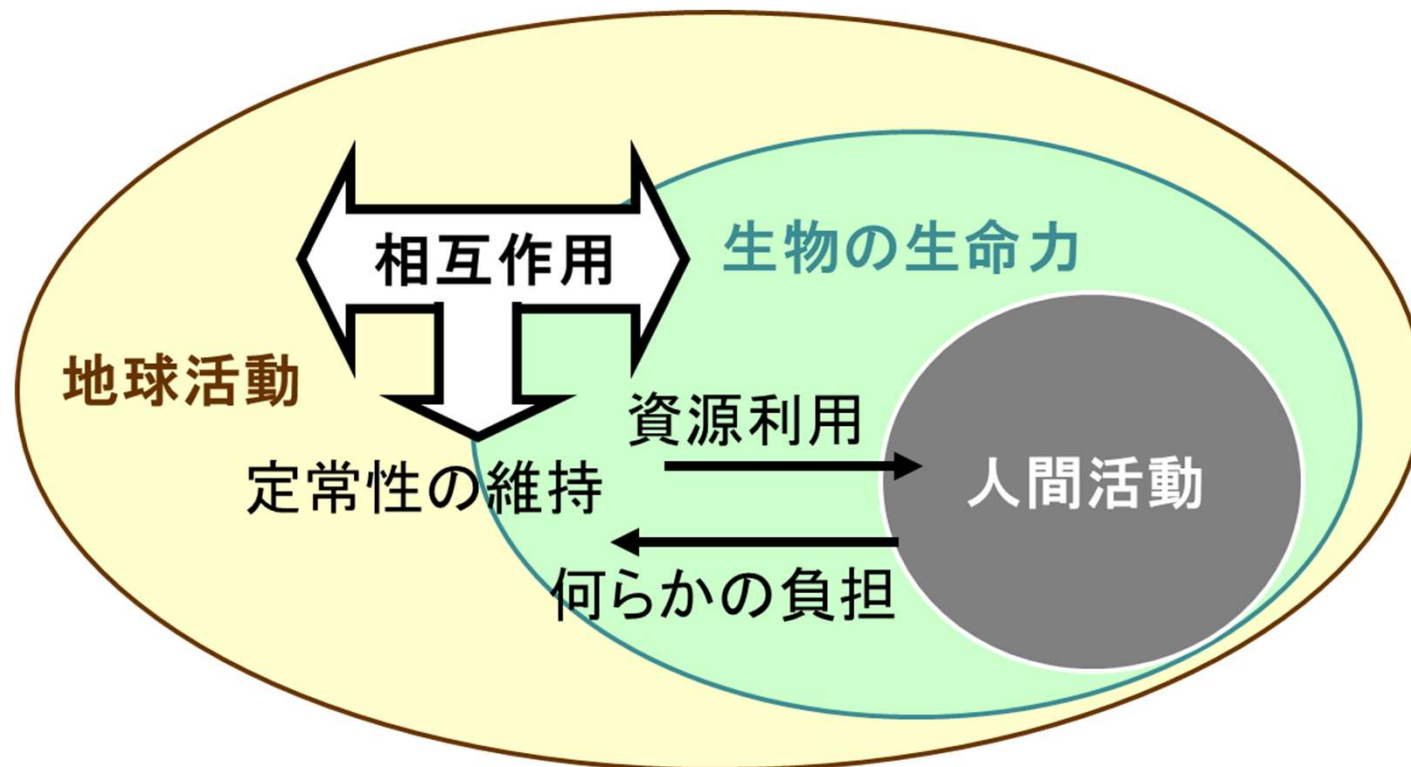 相互作用
生物の生命力
地球活動
資源利用
定常性の維持
人間活動
何らかの負担